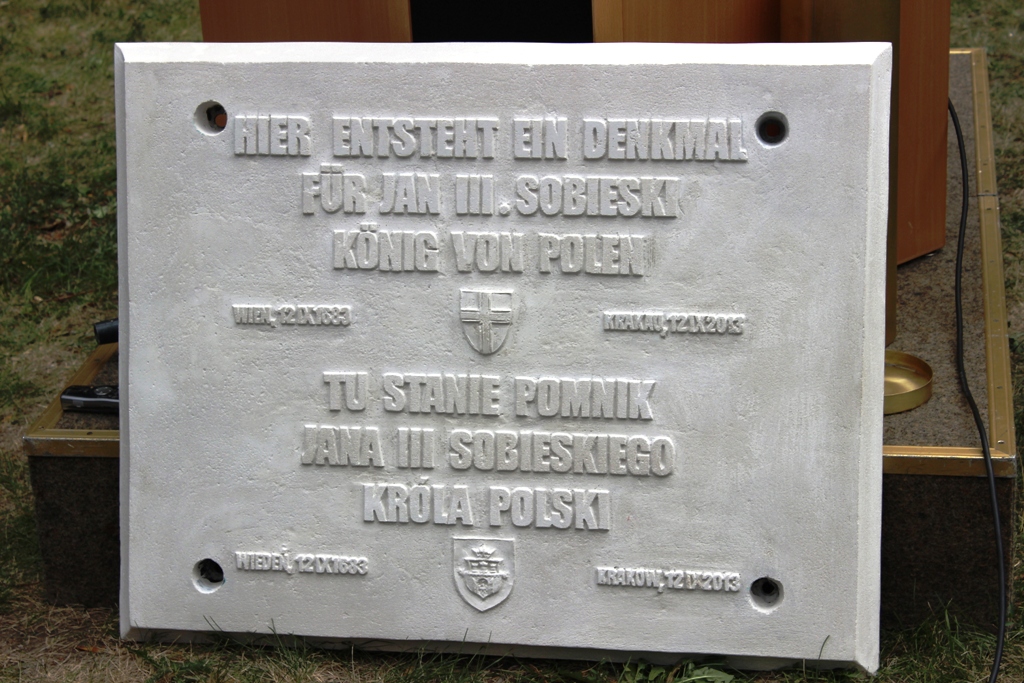 HIER ENTSTEHT EIN DENKMAL
FÜR JAN III. SOBIESKI
KÖNIG VON POLEN
WIEN, 12 IX 1683
KRAKAU, 12 IX 2013
TU STANIE POMNIK
JANA III SOBIESKIEGO
KRÓLA POLSKI
WIEDEŃ, 12 IX 1683
KRAKÓW, 12 IX 2013